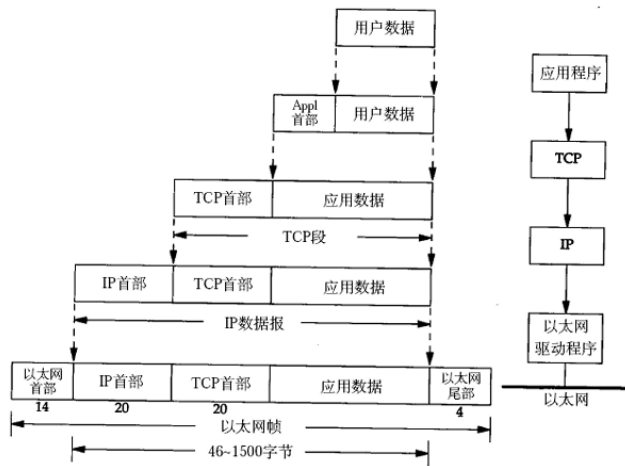 用户数据
应用程序
Appl
首部
用户数据
TCP
TCP首部
应用数据
TCP段
IP
IP首部
TCP首部
应用数据
IP数据报
以太网
驱动程序
以太网
首部
IP首部
TCP首部
应用数据
以太网
尾部
以太网
14
20
20
4
以太网帧
46~1500字节